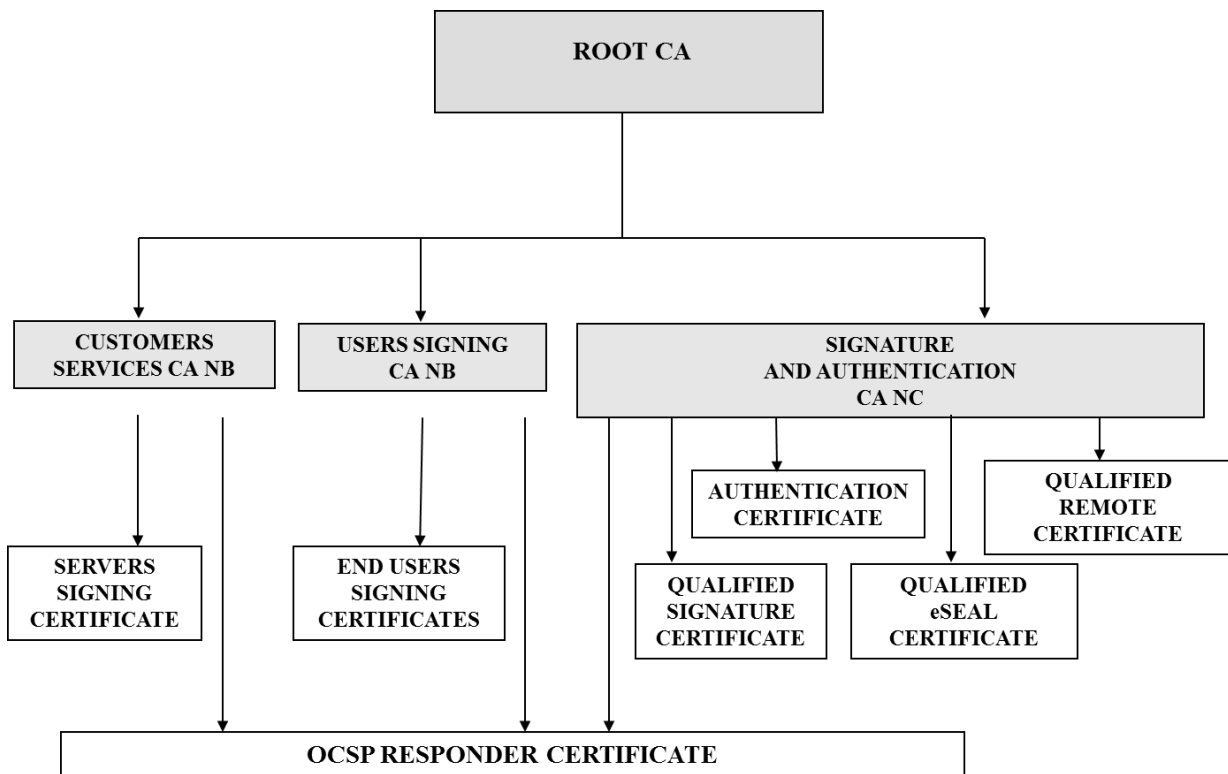 ROOT CA
CUSTOMERS
SERVICES CA NB
USERS SIGNING
CA NB
SIGNATURE
AND AUTHENTICATION
CA NC
AUTHENTICATION
CERTIFICATE
QUALIFIED
REMOTE
CERTIFICATE
SERVERS
SIGNING
CERTIFICATE
END USERS
SIGNING
CERTIFICATES
QUALIFIED
SIGNATURE
CERTIFICATE
QUALIFIED
eSEAL
CERTIFICATE
OCSP RESPONDER CERTIFICATE